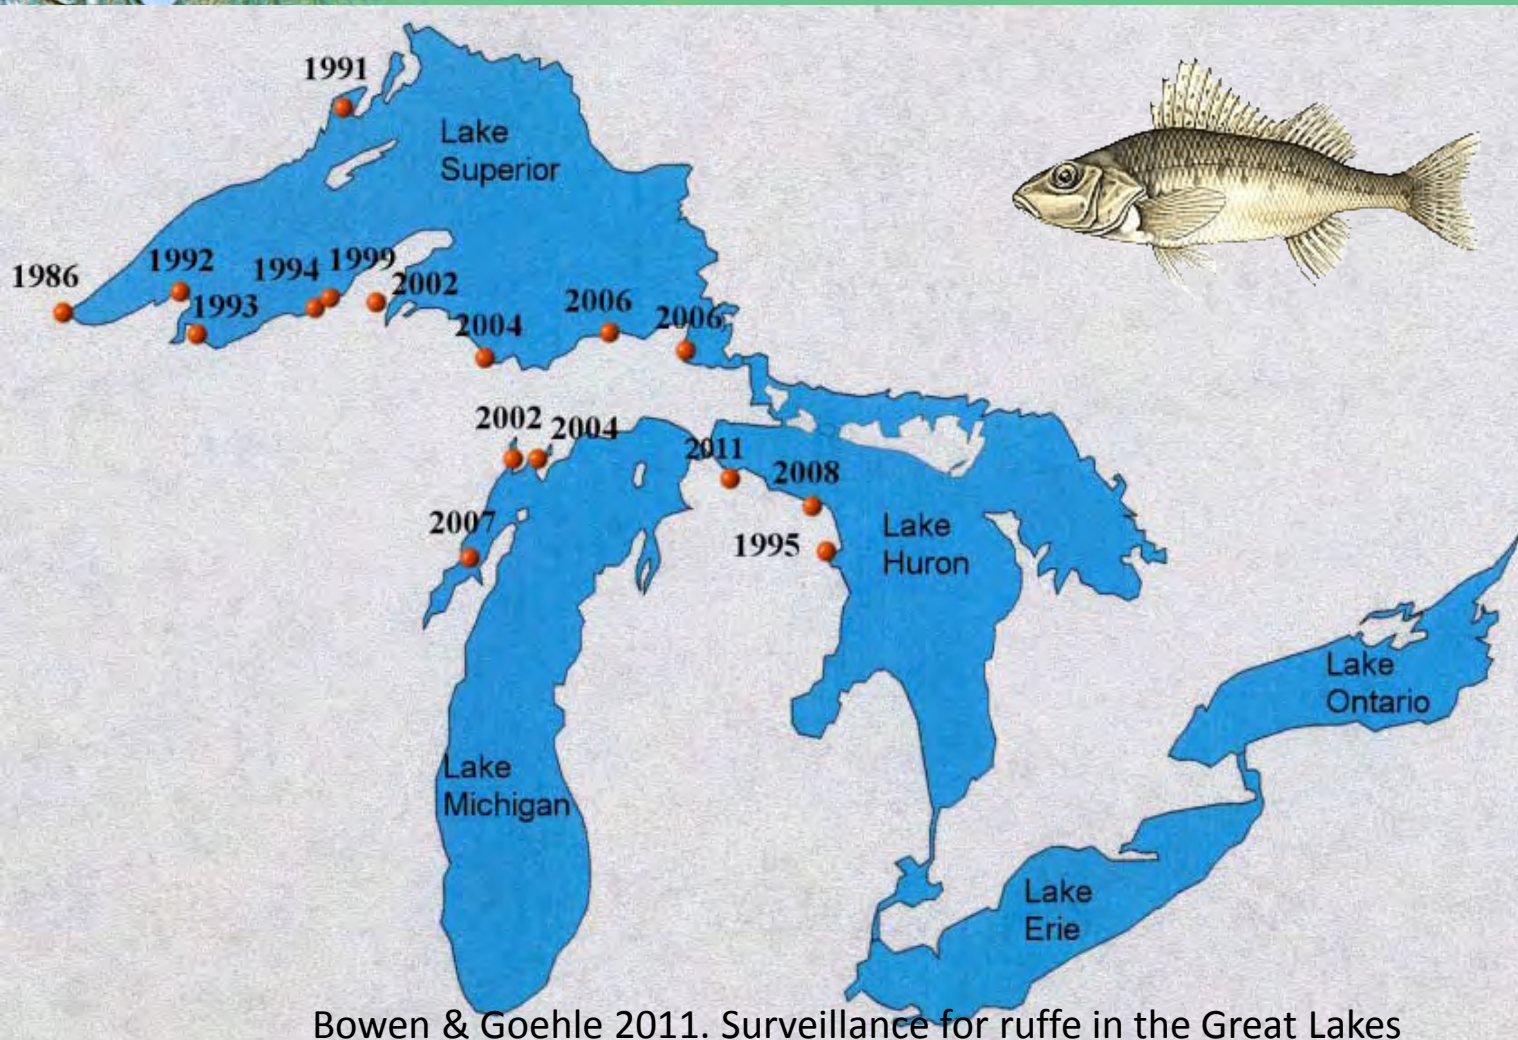 1991
Lake
Superior
1986
1992
1993
1994
1999
2002
2004
2006
2006
2002
2004
2007
2011
2008
1995
Lake
Huron
Lake
Michigan
Lake
Ontario
Lake
Erie
Bowen & Goehle 2011. Surveillance for ruffe in the Great Lakes